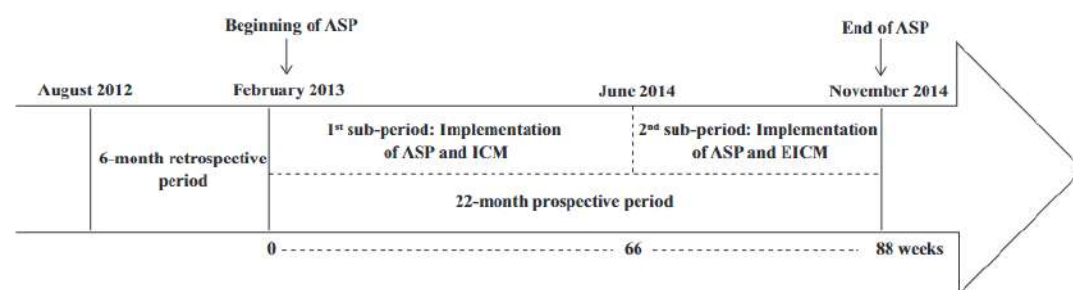 Beginning of ASP
End of ASP
August 2012
February 2013
June 2014
November 2014
6-month retrospective
period
1st sub-period: Implementation
of ASP and ICM
2nd sub-period: Implementation
of ASP and EICM
22-month prospective period
0
66
88 weeks